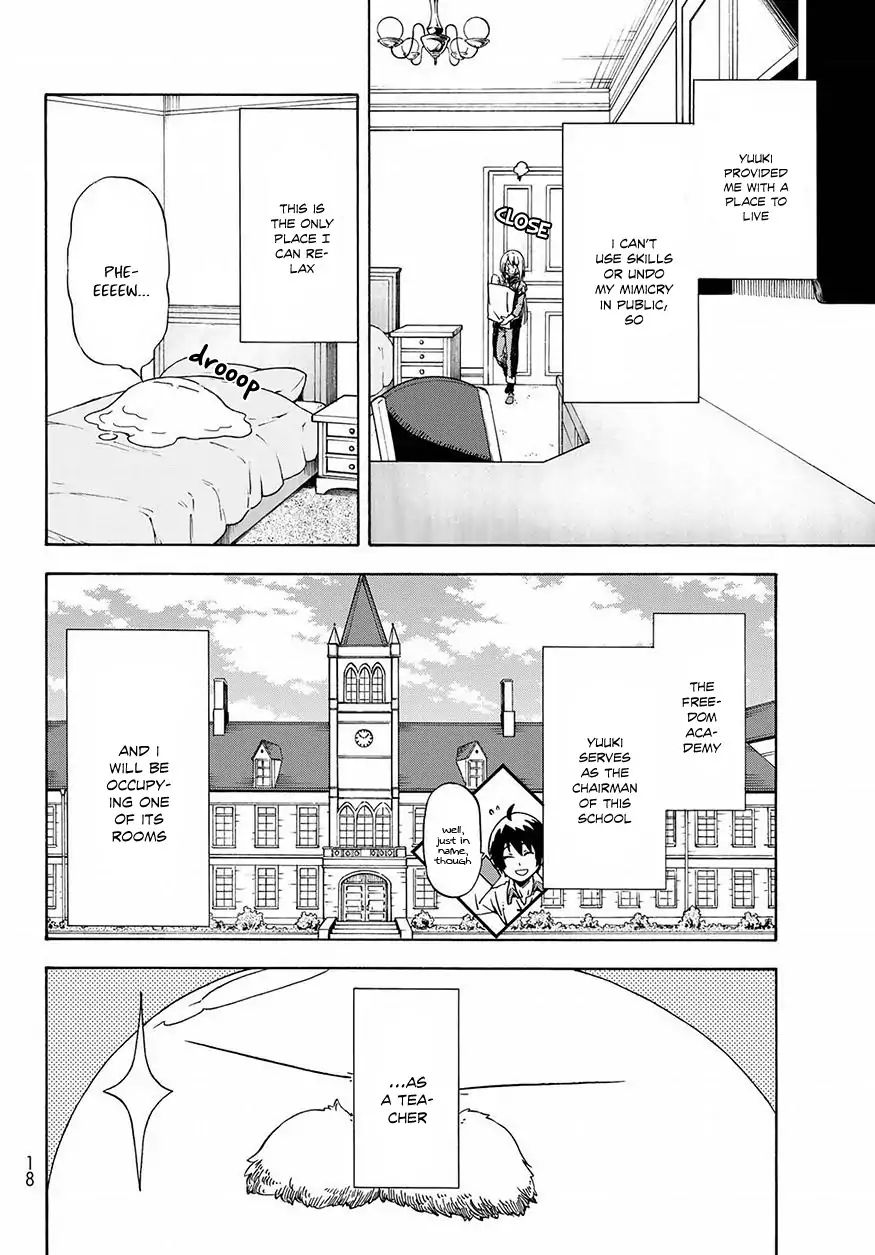 YUUKI
PROVIDED
ME WITH A
PLACE TO
LIVE
I CAN'T
USE SKILLS
OR UNDO
MY MIMICRY
IN PUBLIC,
SO
CLOSE
THIS IS
THE ONLY
PLACE I
CAN RE-
LAX
PHE-
EEEEEW...
drooop
THE
FREE-
DOM
ACA-
DEMY
YUUKI SERVES
AS THE
CHAIRMAN
OF THIS
SCHOOL
well,
just in
name,
though
AND I
WILL BE
OCCUPY-
ING ONE
OF ITS
ROOMS
...AS
A TEA-
CHER
18